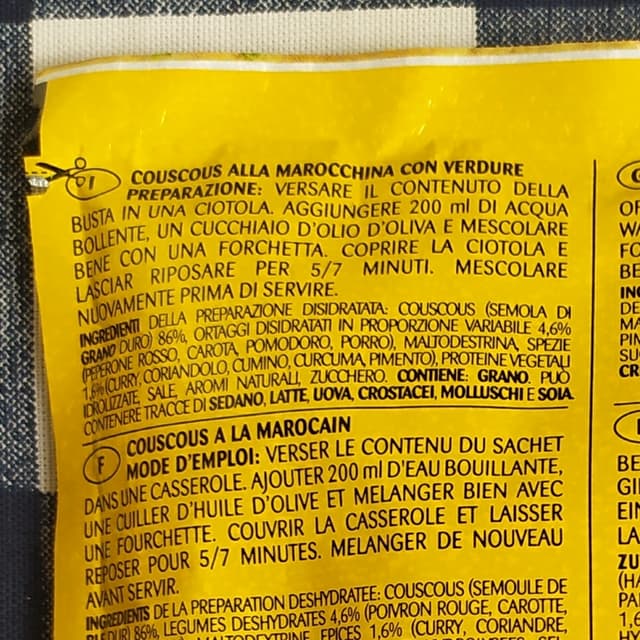 I
COUSCOUS ALLA MAROCCHINA CON VERDURE
PREPARAZIONE: VERSARE IL CONTENUTO DELLA
BUSTA IN UNA CIOTOLA. AGGIUNGERE 200 ml DI ACQUA
BOLLENTE, UN CUCCHIAIO D'OLIO D'OLIVA E MESCOLARE
BENE CON UNA FORCHETTA. COPRIRE LA CIOTOLA E
LASCIAR RIPOSARE PER 5/7 MINUTI. MESCOLARE
NUOVAMENTE PRIMA DI SERVIRE.
INGREDIENTI DELLA PREPARAZIONE DISIDRATATA: COUSCOUS (SEMOLA DI
GRANO DURO) 86%, ORTAGGI DISIDRATATI IN PROPORZIONE VARIABILE 4,6%
(PEPERONE ROSSO, CAROTA, POMODORO, PORRO), MALTODESTRINA, SPEZIE
1,6% (CURRY, CORIANDOLO, CUMINO, CURCUMA, PIMENTO), PROTEINE VEGETALI
IDROLIZZATE, SALE, AROMI NATURALI, ZUCCHERO. CONTIENE: GRANO. PUÒ
CONTENERE TRACCE DI SEDANO, LATTE, UOVA, CROSTACEI, MOLLUSCHI E SOIA.
F
COUSCOUS A LA MAROCAIN
MODE D'EMPLOI: VERSER LE CONTENU DU SACHET
DANS UNE CASSEROLE. AJOUTER 200 ml D'EAU BOUILLANTE,
UNE CUILLER D'HUILE D'OLIVE ET MELANGER BIEN AVEC
UNE FOURCHETTE. COUVRIR LA CASSEROLE ET LAISSER
REPOSER POUR 5/7 MINUTES. MELANGER DE NOUVEAU
AVANT SERVIR.
INGREDIENTS DE LA PREPARATION DESHYDRATEE: COUSCOUS (SEMOULE DE
BLE DUR) 86%, LEGUMES DESHYDRATES 4,6% (POIVRON ROUGE, CAROTTE,
MALTODEXTRINE, EPICES 1,6% (CURRY, CORIANDRE,